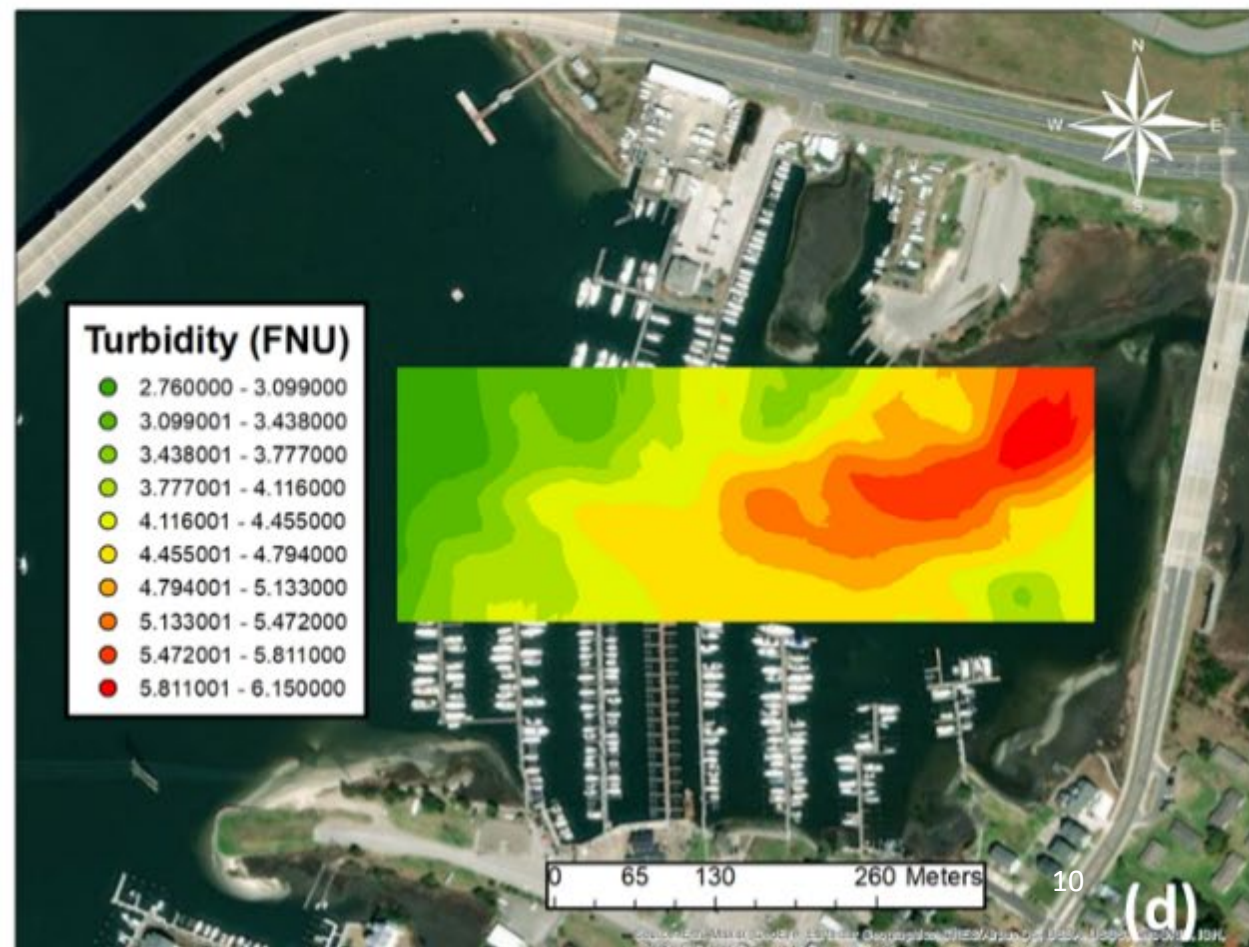 N
W E
S
Turbidity (FNU)
2.760000 - 3.099000
3.099001 - 3.438000
3.438001 - 3.777000
3.777001 - 4.116000
4.116001 - 4.455000
4.455001 - 4.794000
4.794001 - 5.133000
5.133001 - 5.472000
5.472001 - 5.811000
5.811001 - 6.150000
0 65 130 260 Meters
10
(d)